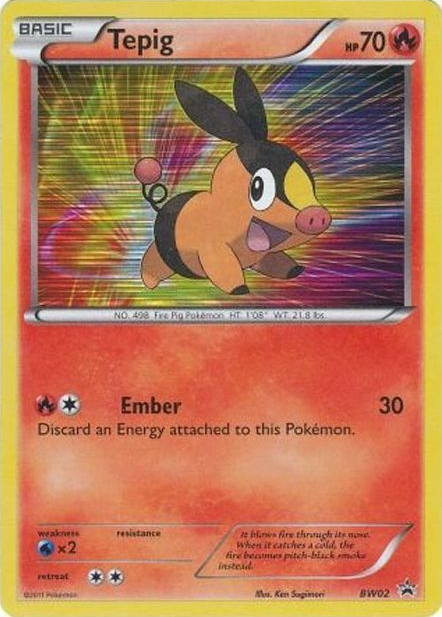 BASIC Tepig HP70
NO. 498 Fire Pig Pokémon HT: 1'08" WT: 21.8 lbs.
Ember 30
Discard an Energy attached to this Pokémon.
weakness resistance
×2
It blows fire through its nose.
When it catches a cold, the
fire becomes pitch-black smoke
instead.
retreat
©2011 Pokémon Illus. Ken Sugimori BW02